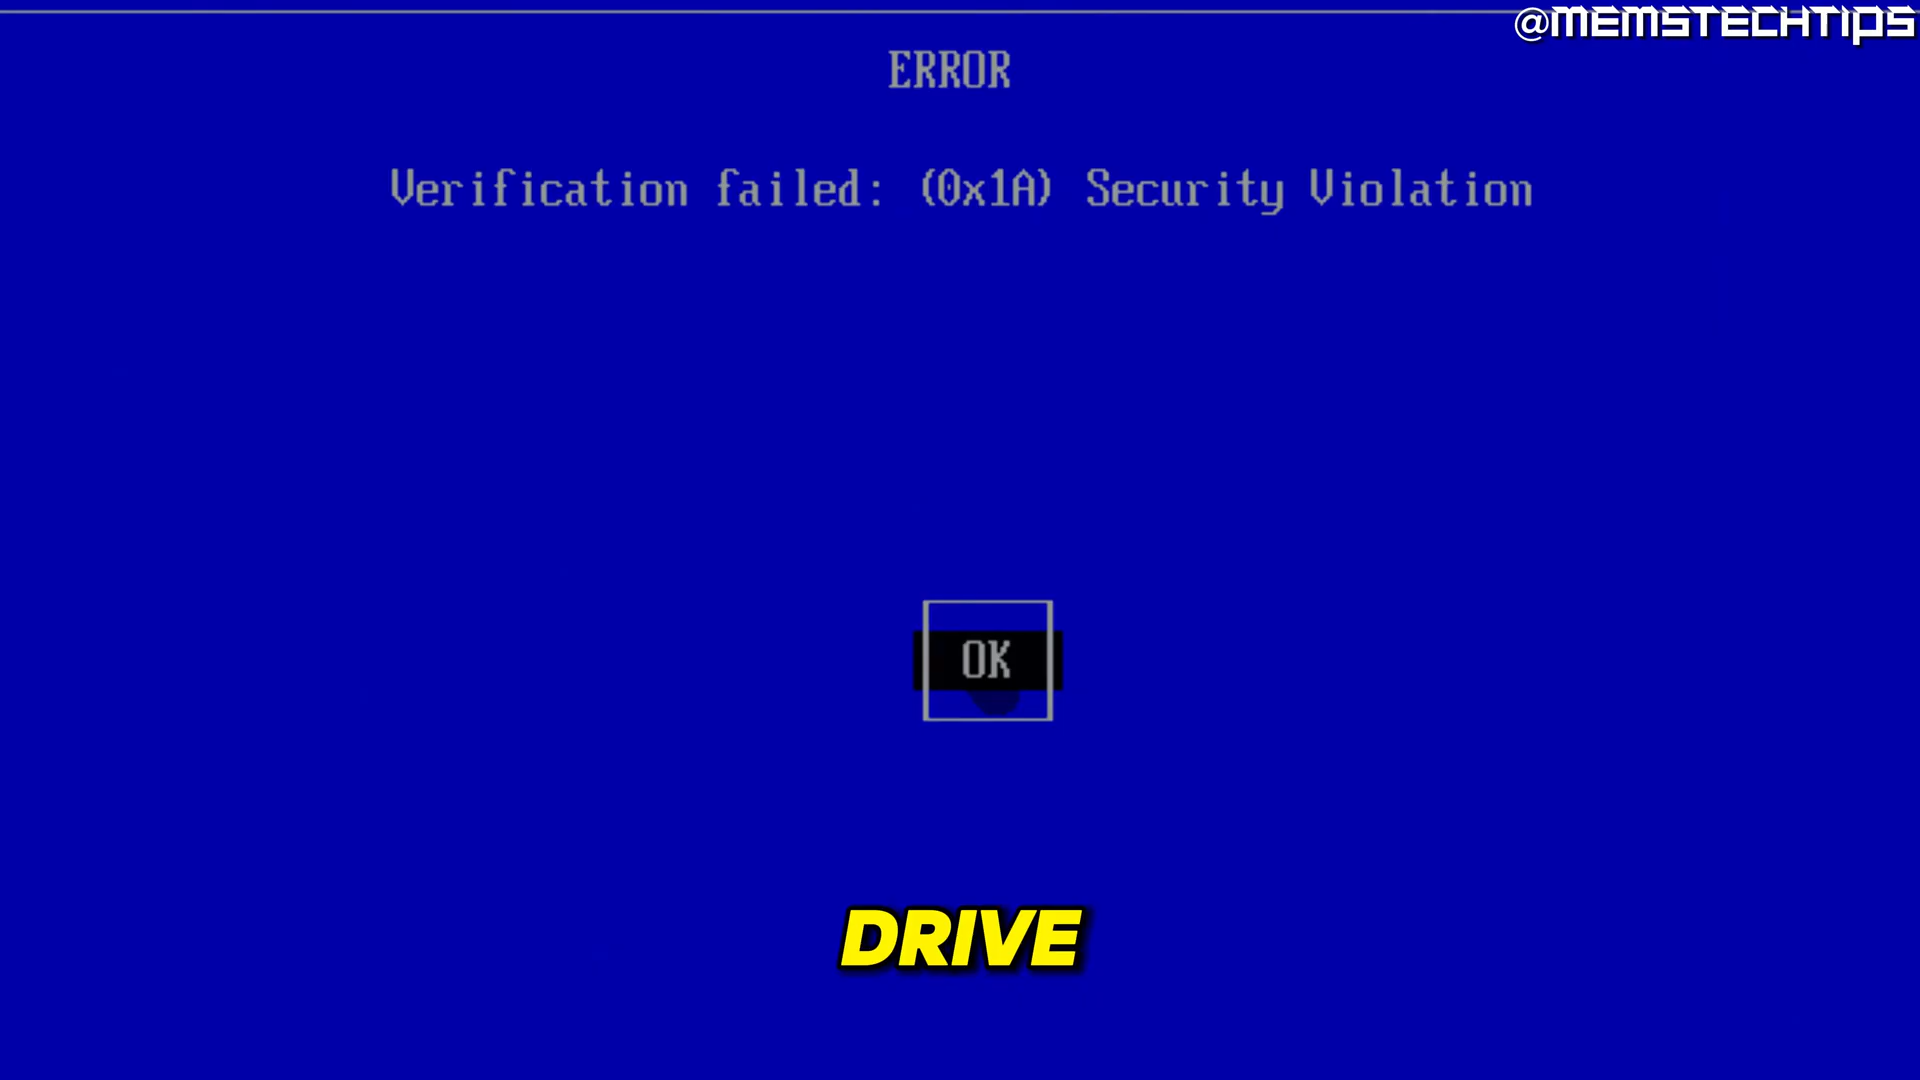 @MEMSTECHTIPS
ERROR
Verification failed: (0x1A) Security Violation
OK
DRIVE